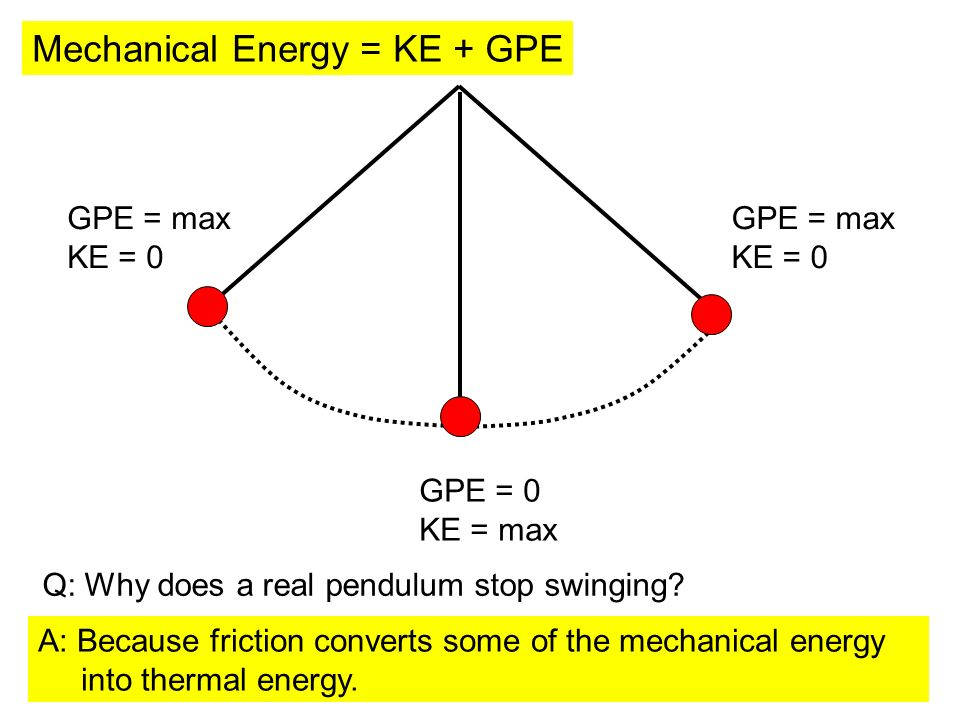 Mechanical Energy = KE + GPE
GPE = max
KE = 0
GPE = max
KE = 0
GPE = 0
KE = max
Q: Why does a real pendulum stop swinging?
A: Because friction converts some of the mechanical energy
into thermal energy.